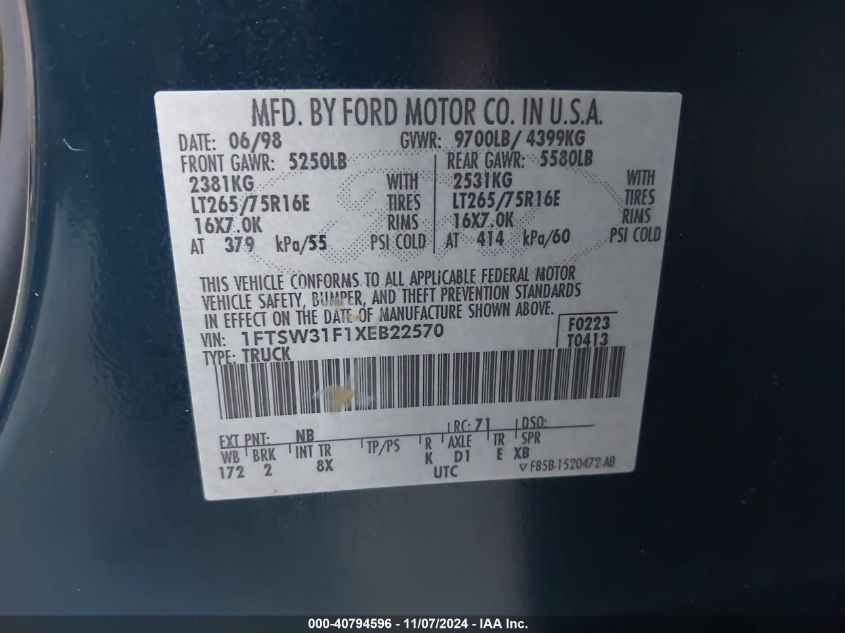 MFD. BY FORD MOTOR CO. IN U.S.A.
DATE: 06/98 GVWR: 9700LB/ 4399KG
FRONT GAWR: 5250LB REAR GAWR: 5580LB
2381KG WITH 2531KG WITH
LT265/75R16E TIRES LT265/75R16E TIRES
16X7.0K RIMS 16X7.0K RIMS
AT 379 kPa/55 PSI COLD AT 414 kPa/60 PSI COLD
THIS VEHICLE CONFORMS TO ALL APPLICABLE FEDERAL MOTOR
VEHICLE SAFETY, BUMPER, AND THEFT PREVENTION STANDARDS
IN EFFECT ON THE DATE OF MANUFACTURE SHOWN ABOVE.
VIN: 1FTSW31F1XEB22570 F0223
TYPE: TRUCK T0413
EXT PNT: NB RC: 71 DSO:
WB BRK INT TR TP/PS R AXLE TR SPR
172 2 8X K D1 E XB
UTC F85B-1520472-AB
000-40794596 - 11/07/2024 - IAA Inc.